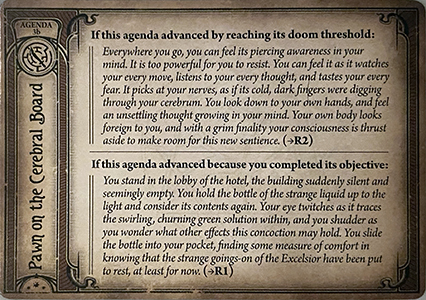 AGENDA
3b
Pawn on the Cerebral Board
If this agenda advanced by reaching its doom threshold:
Everywhere you go, you can feel its piercing awareness in your
mind. It is too powerful for you to resist. You can feel it as it watches
your every move, listens to your every thought, and tastes your every
fear. It picks at your nerves, as if its cold, dark fingers were digging
through your cerebrum. You look down to your own hands, and feel
an unsettling thought growing in your mind. Your own body looks
foreign to you, and with a grim finality your consciousness is thrust
aside to make room for this new sentience. (→R2)
If this agenda advanced because you completed its objective:
You stand in the lobby of the hotel, the building suddenly silent and
seemingly empty. You hold the bottle of the strange liquid up to the
light and consider its contents again. Your eye twitches as it traces
the swirling, churning green solution within, and you shudder as
you wonder what other effects this concoction may hold. You slide
the bottle into your pocket, finding some measure of comfort in
knowing that the strange goings-on of the Excelsior have been put
to rest, at least for now. (→R1)